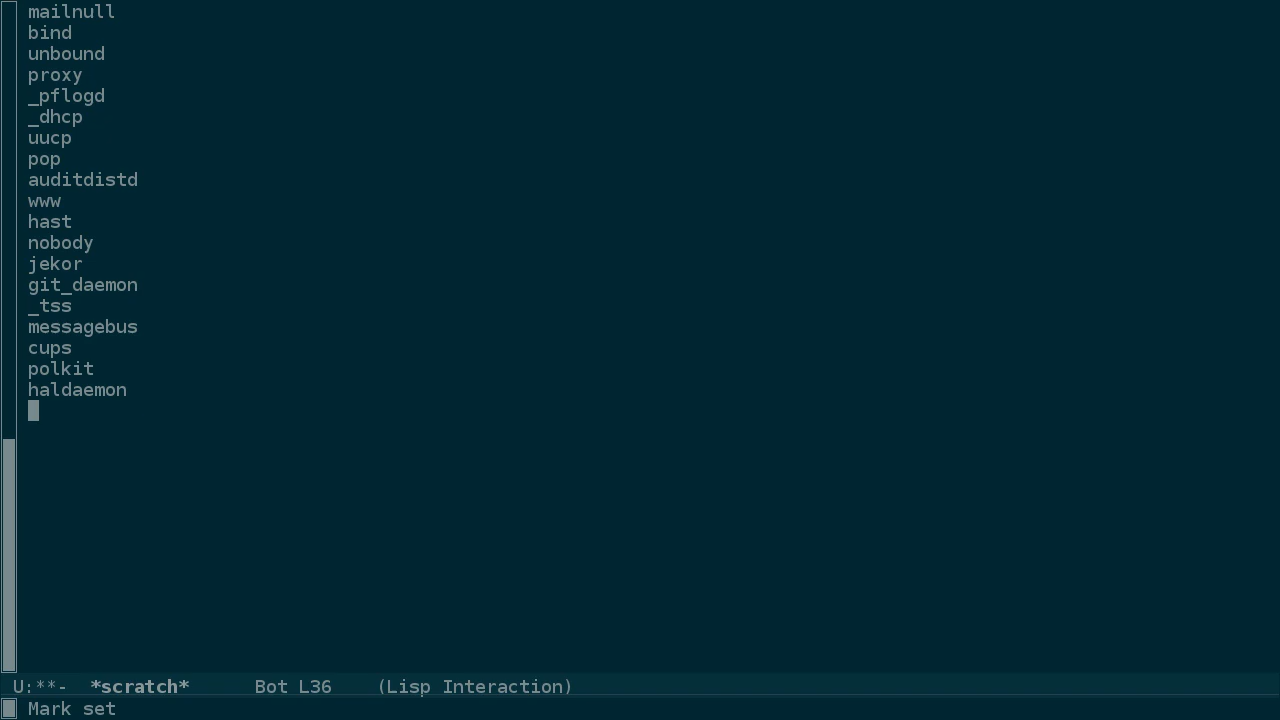 mailnull
bind
unbound
proxy
_pflogd
_dhcp
uucp
pop
auditdistd
www
hast
nobody
jekor
git_daemon
_tss
messagebus
cups
polkit
haldaemon
U:**-  *scratch*      Bot L36    (Lisp Interaction)
Mark set